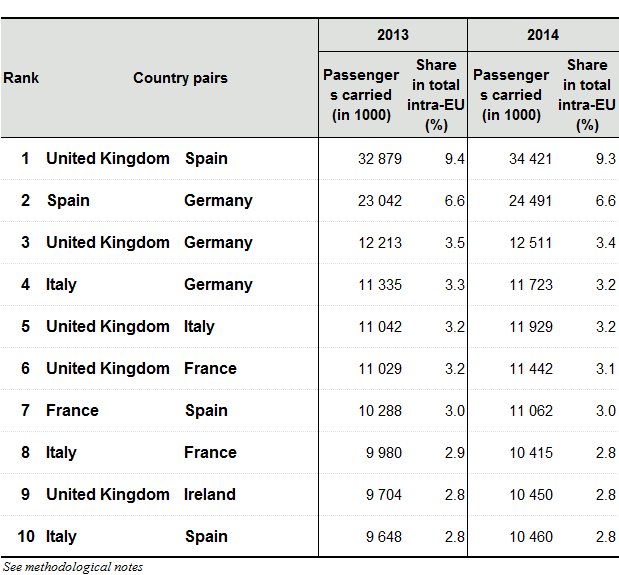 2013 2014
Rank Country pairs Passenger
s carried
(in 1000) Share
in total
intra-EU
(%) Passenger
s carried
(in 1000) Share
in total
intra-EU
(%)
1 United Kingdom Spain 32 879 9.4 34 421 9.3
2 Spain Germany 23 042 6.6 24 491 6.6
3 United Kingdom Germany 12 213 3.5 12 511 3.4
4 Italy Germany 11 335 3.3 11 723 3.2
5 United Kingdom Italy 11 042 3.2 11 929 3.2
6 United Kingdom France 11 029 3.2 11 442 3.1
7 France Spain 10 288 3.0 11 062 3.0
8 Italy France 9 980 2.9 10 415 2.8
9 United Kingdom Ireland 9 704 2.8 10 450 2.8
10 Italy Spain 9 648 2.8 10 460 2.8
See methodological notes